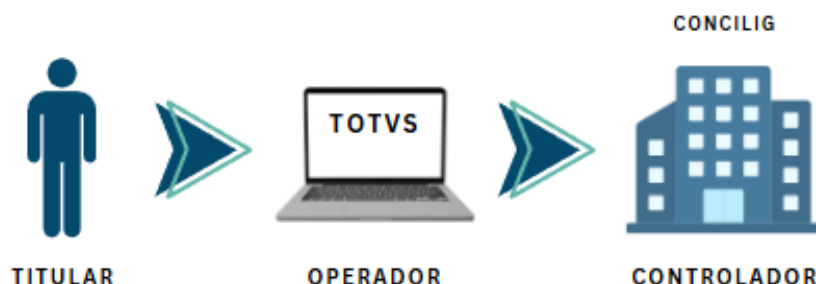 CONCILIG
TOTVS
TITULAR
OPERADOR
CONTROLADOR